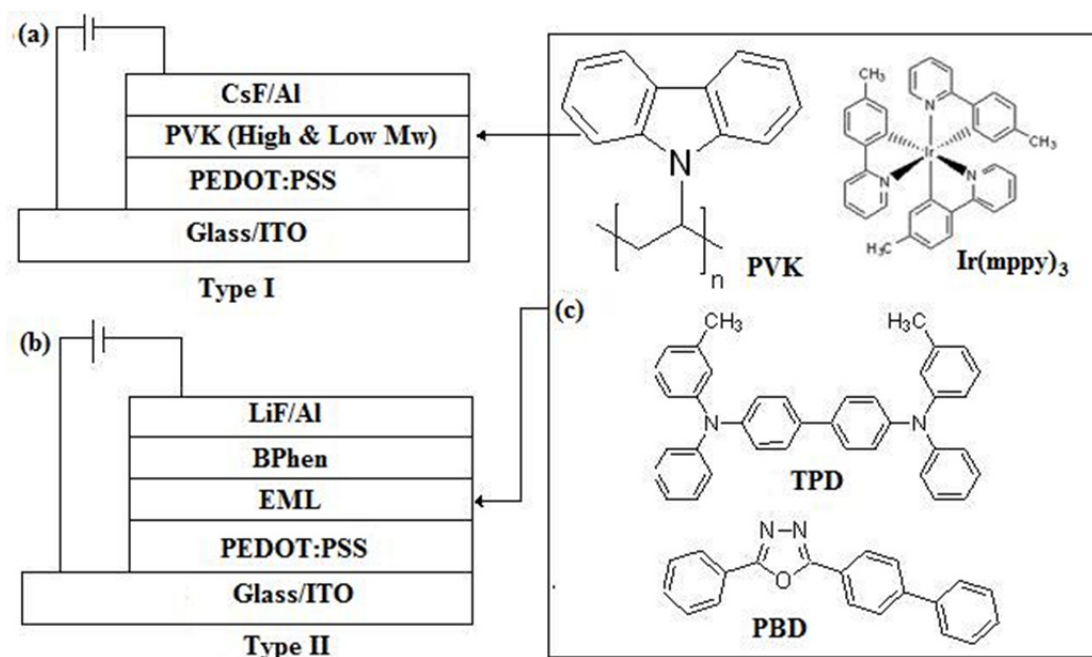 (a)
CsF/Al
PVK (High & Low Mw)
PEDOT:PSS
Glass/ITO
Type I
(b)
LiF/Al
BPhen
EML
PEDOT:PSS
Glass/ITO
Type II
(c)
N
n
PVK
CH₃
N
CH₃
Ir
N
N
H₃C
Ir(mppy)₃
CH₃
H₃C
N
N
TPD
N N
O
PBD